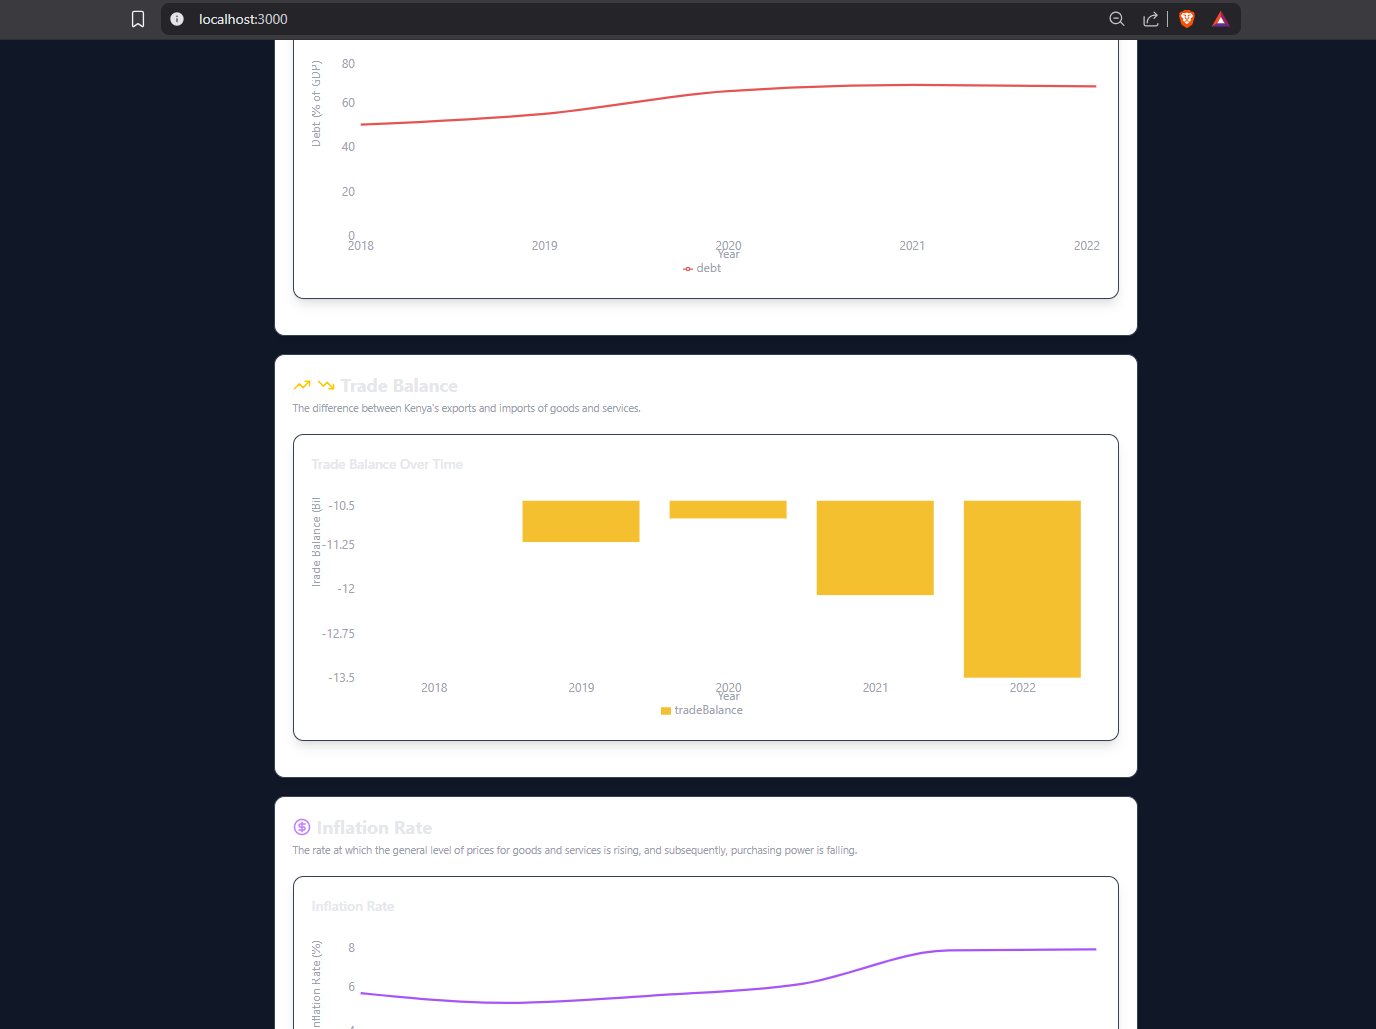 localhost:3000
80
60
40
20
0
Debt (% of GDP)
2018 2019 2020 2021 2022
Year
debt
Trade Balance
The difference between Kenya's exports and imports of goods and services.
Trade Balance Over Time
-10.5
-11.25
-12
-12.75
-13.5
Trade Balance (Bil
2018 2019 2020 2021 2022
Year
tradeBalance
Inflation Rate
The rate at which the general level of prices for goods and services is rising, and subsequently, purchasing power is falling.
Inflation Rate
8
6
Inflation Rate (%)